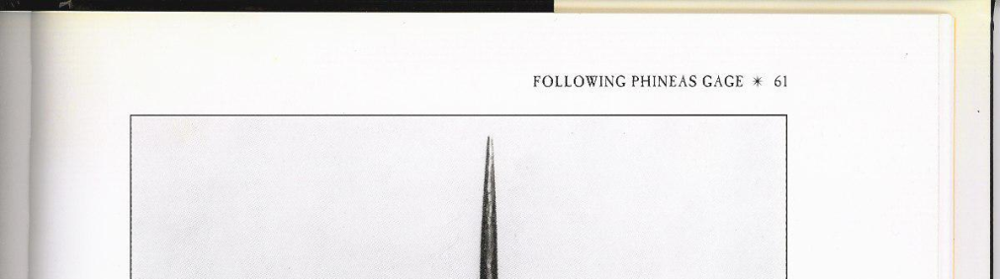 FOLLOWING PHINEAS GAGE ✶ 61